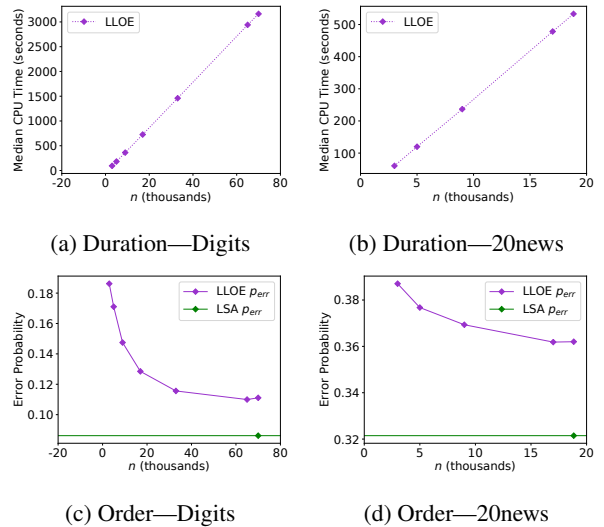 LLOE
Median CPU Time (seconds)
3000
2500
2000
1500
1000
500
0
-20 0 20 40 60 80
n (thousands)
(a) Duration—Digits
LLOE
Median CPU Time (seconds)
500
400
300
200
100
0 5 10 15 20
n (thousands)
(b) Duration—20news
LLOE p_err
LSA p_err
Error Probability
0.18
0.16
0.14
0.12
0.10
-20 0 20 40 60 80
n (thousands)
(c) Order—Digits
LLOE p_err
LSA p_err
Error Probability
0.38
0.36
0.34
0.32
0 5 10 15 20
n (thousands)
(d) Order—20news